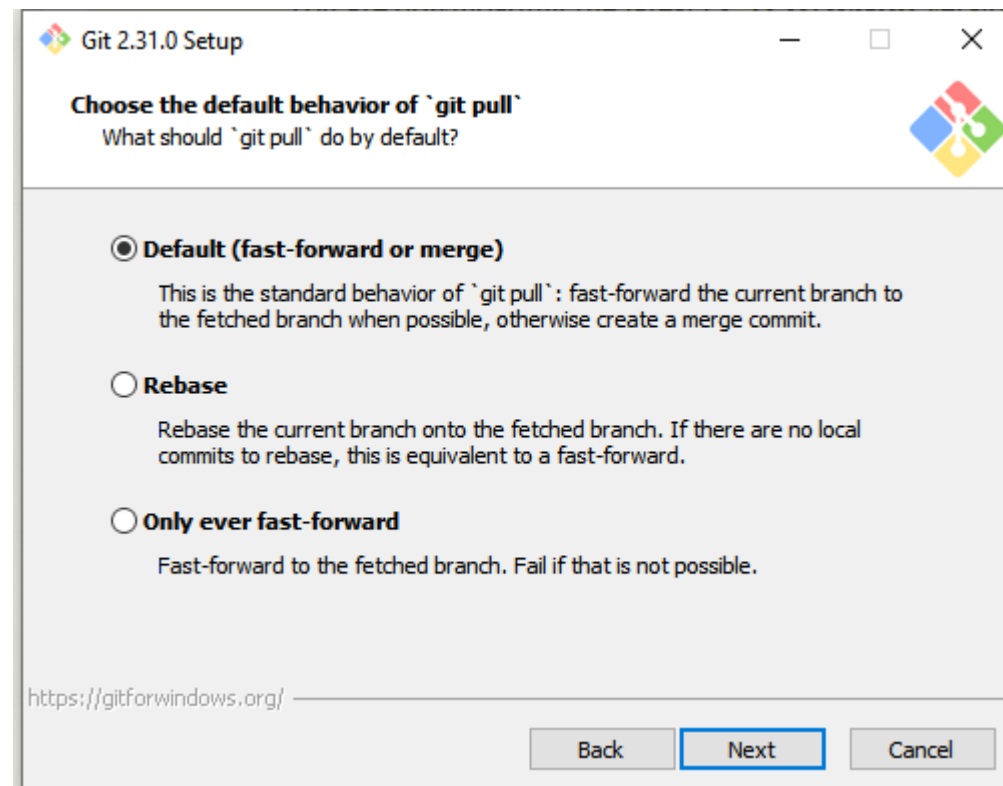 Git 2.31.0 Setup
Choose the default behavior of `git pull`
What should `git pull` do by default?
Default (fast-forward or merge)
This is the standard behavior of `git pull`: fast-forward the current branch to
the fetched branch when possible, otherwise create a merge commit.
Rebase
Rebase the current branch onto the fetched branch. If there are no local
commits to rebase, this is equivalent to a fast-forward.
Only ever fast-forward
Fast-forward to the fetched branch. Fail if that is not possible.
https://gitforwindows.org/
Back Next Cancel